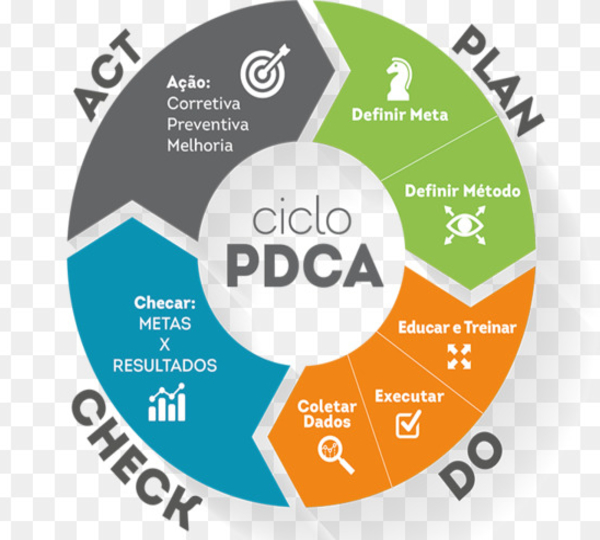 ciclo
PDCA
PLAN
Definir Meta
Definir Método
DO
Educar e Treinar
Executar
Coletar
Dados
CHECK
Checar:
METAS
X
RESULTADOS
ACT
Ação:
Corretiva
Preventiva
Melhoria